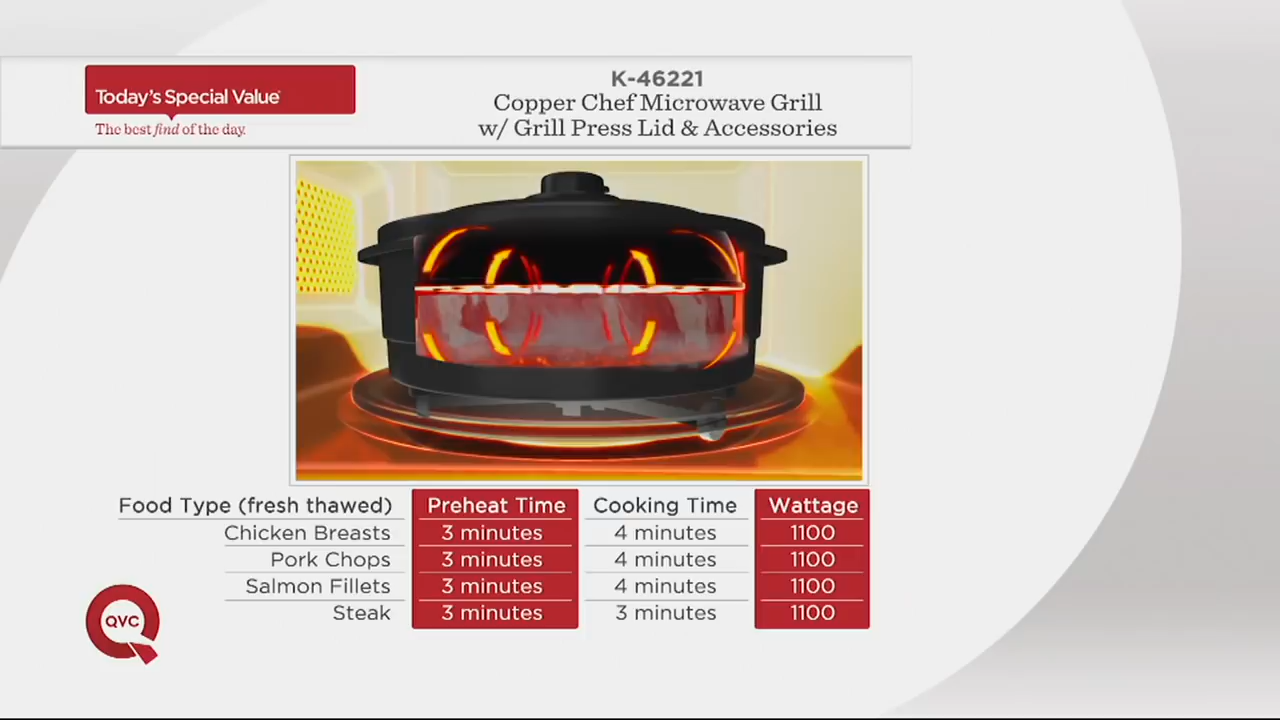 Today's Special Value
The best find of the day.
K-46221
Copper Chef Microwave Grill
w/ Grill Press Lid & Accessories
Food Type (fresh thawed) Preheat Time Cooking Time Wattage
Chicken Breasts 3 minutes 4 minutes 1100
Pork Chops 3 minutes 4 minutes 1100
Salmon Fillets 3 minutes 4 minutes 1100
Steak 3 minutes 3 minutes 1100
QVC